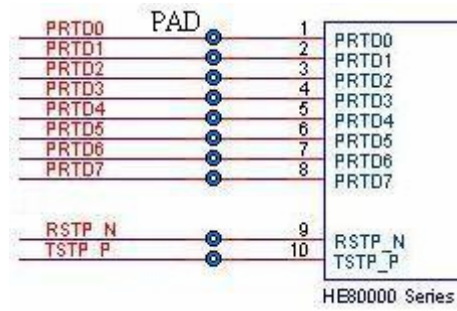 PAD
PRTD0 1 PRTD0
PRTD1 2 PRTD1
PRTD2 3 PRTD2
PRTD3 4 PRTD3
PRTD4 5 PRTD4
PRTD5 6 PRTD5
PRTD6 7 PRTD6
PRTD7 8 PRTD7
RSTP_N 9 RSTP_N
TSTP_P 10 TSTP_P
HE80000 Series